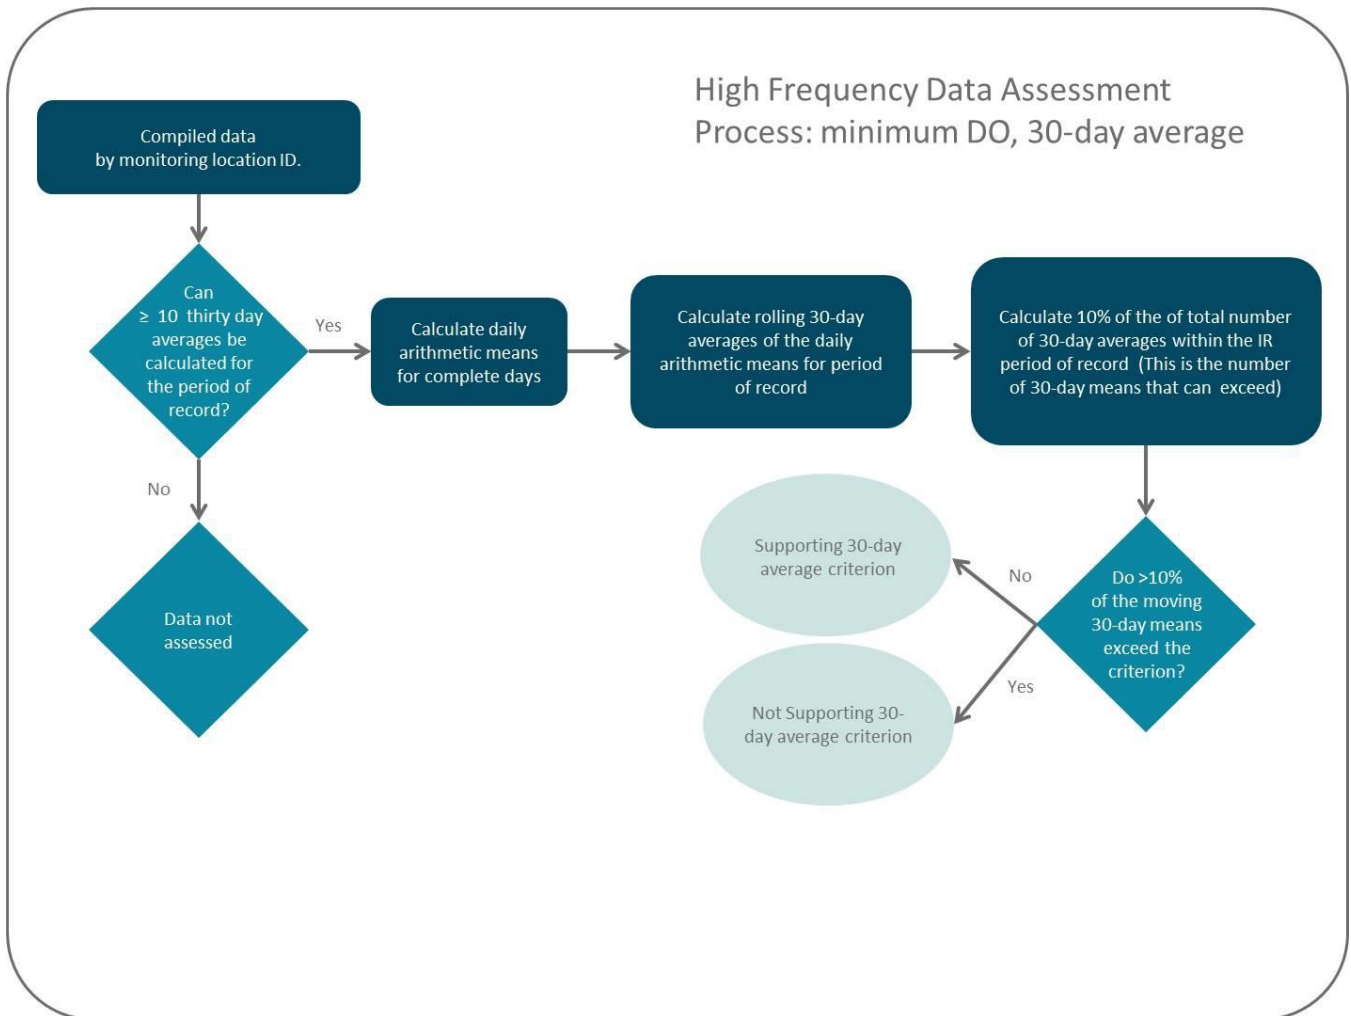 High Frequency Data Assessment
Process: minimum DO, 30-day average
Compiled data
by monitoring location ID.
Can
≥ 10 thirty day
averages be
calculated for
the period of
record?
Yes
Calculate daily
arithmetic means
for complete days
Calculate rolling 30-day
averages of the daily
arithmetic means for period
of record
Calculate 10% of the of total number
of 30-day averages within the IR
period of record (This is the number
of 30-day means that can exceed)
No
Data not
assessed
Supporting 30-day
average criterion
No
Do >10%
of the moving
30-day means
exceed the
criterion?
Yes
Not Supporting 30-
day average criterion